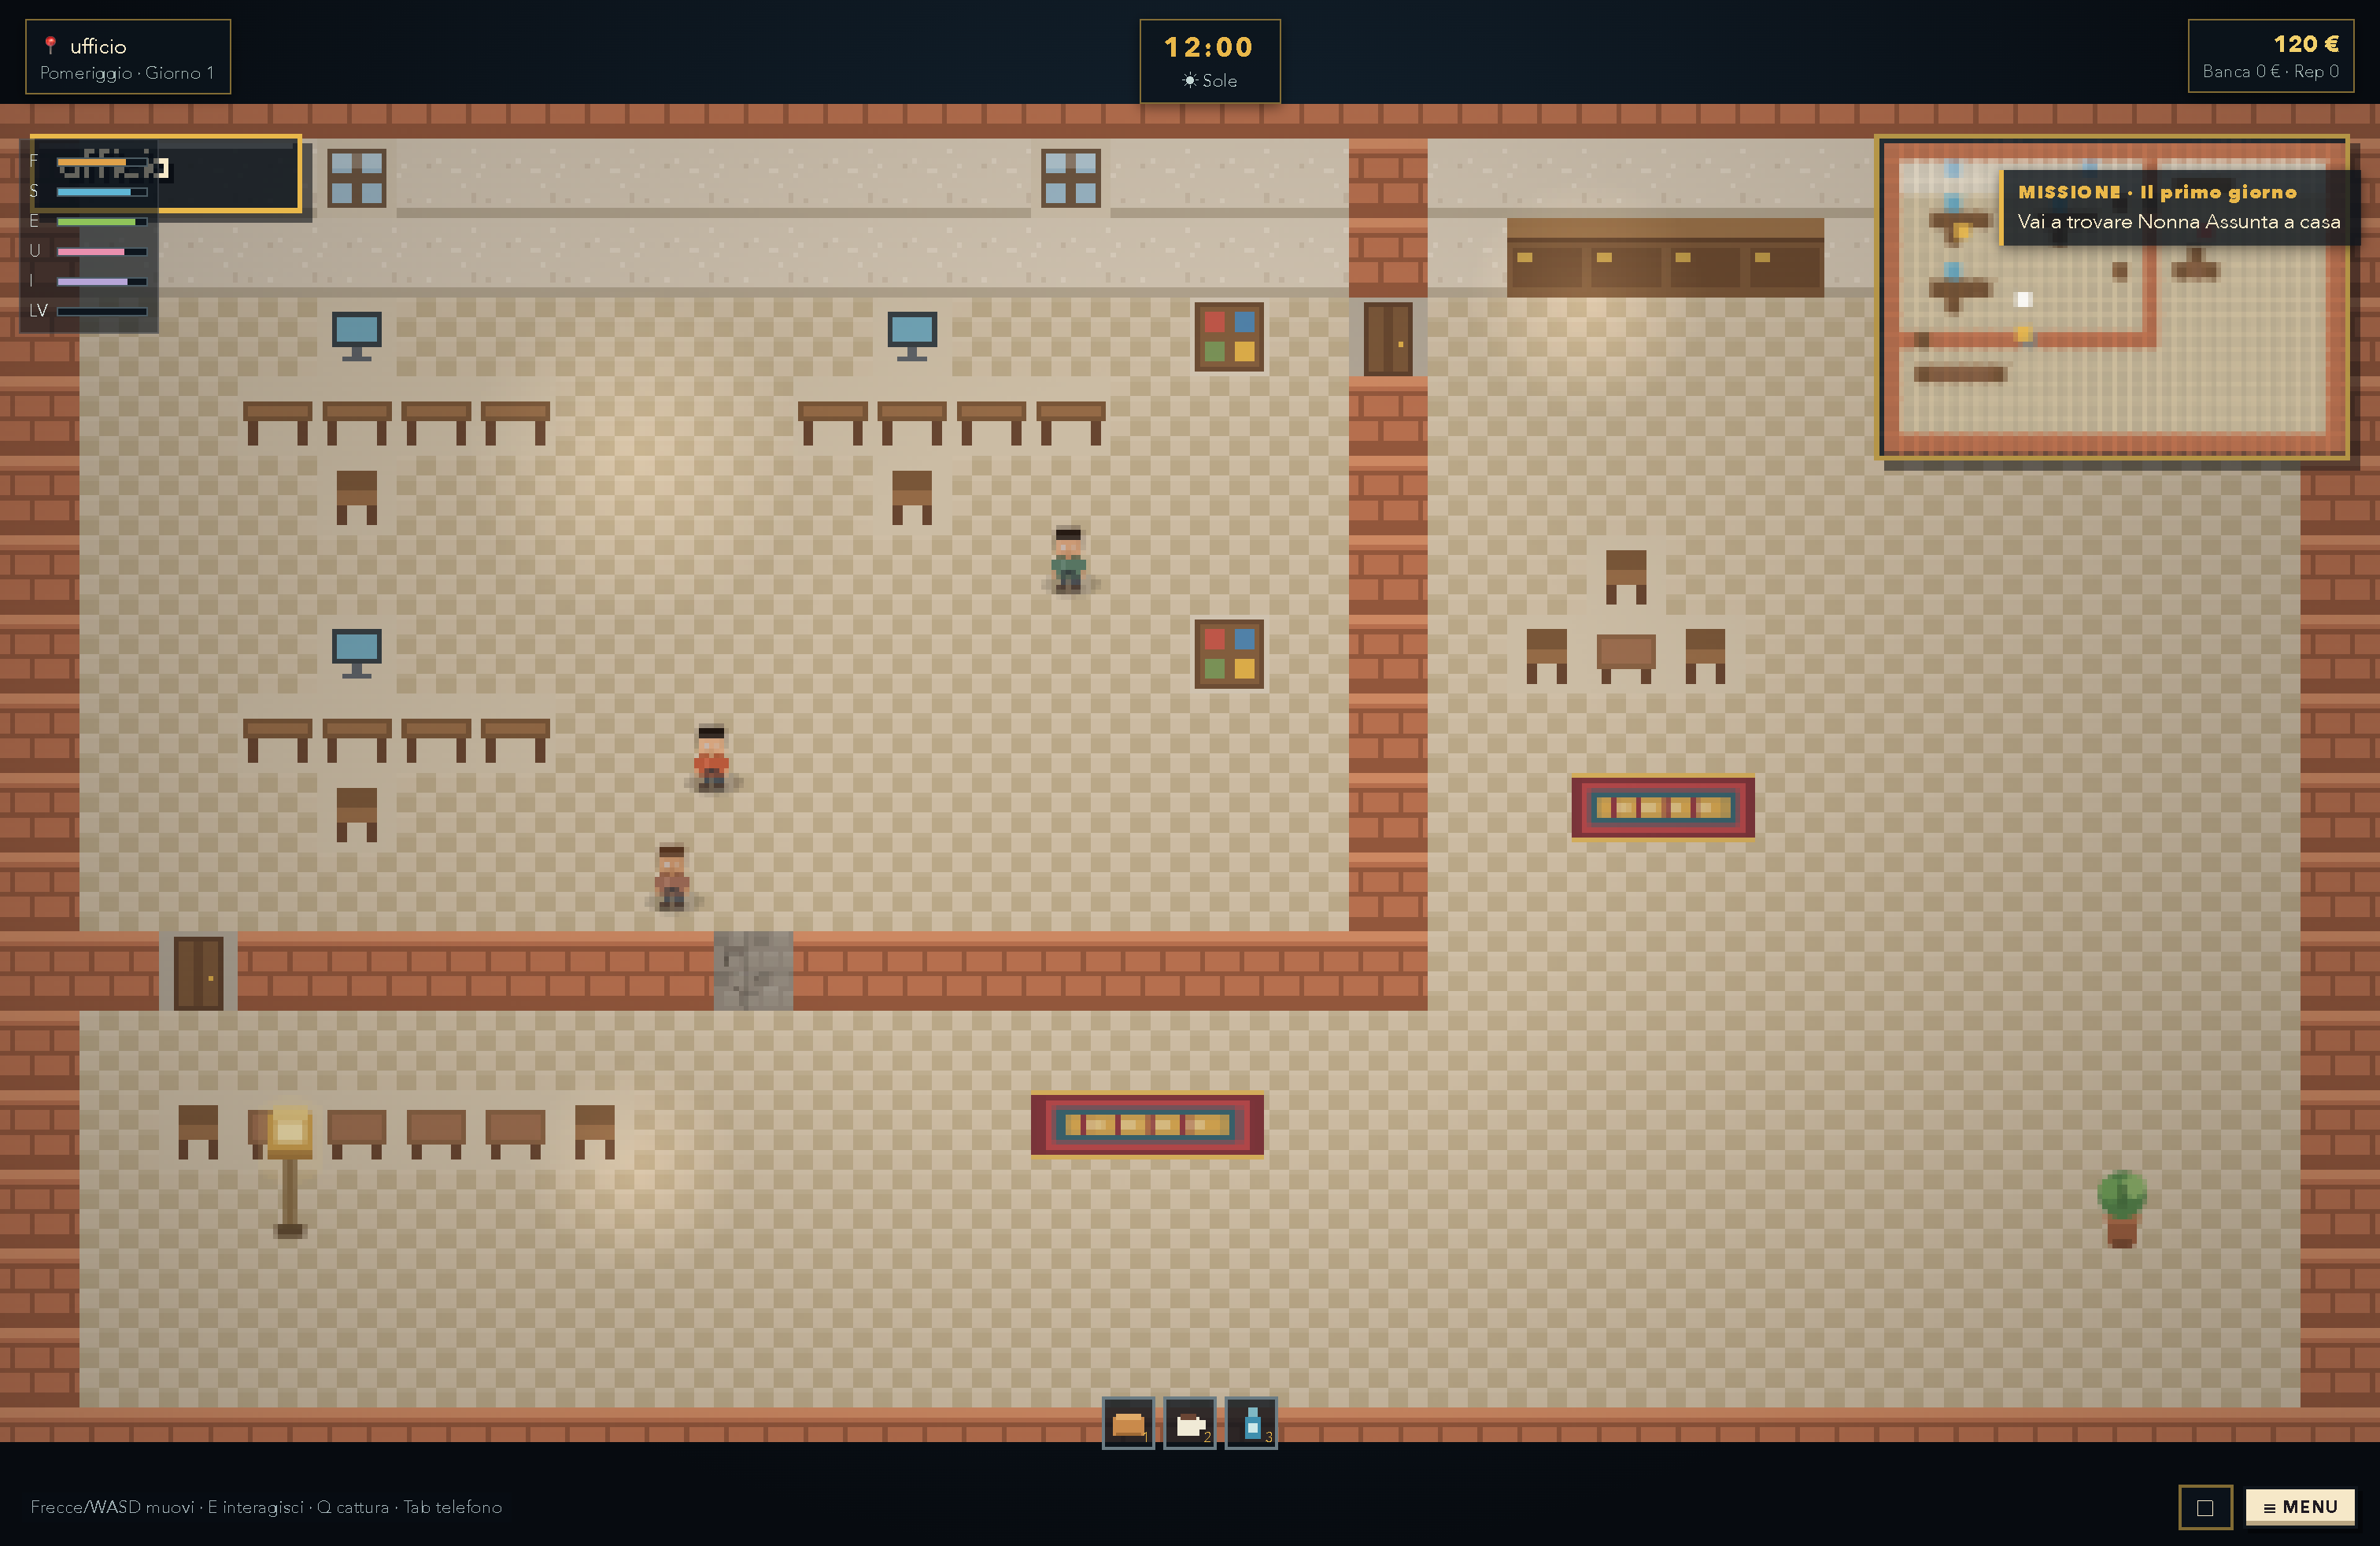 ufficio
Pomeriggio · Giorno 1
12:00
☀ Sole
120 €
Banca 0 € · Rep 0
F
S
E
U
I
LV
MISSIONE · Il primo giorno
Vai a trovare Nonna Assunta a casa
1
2
3
Frecce/WASD muovi · E interagisci · Q cattura · Tab telefono
≡ MENU